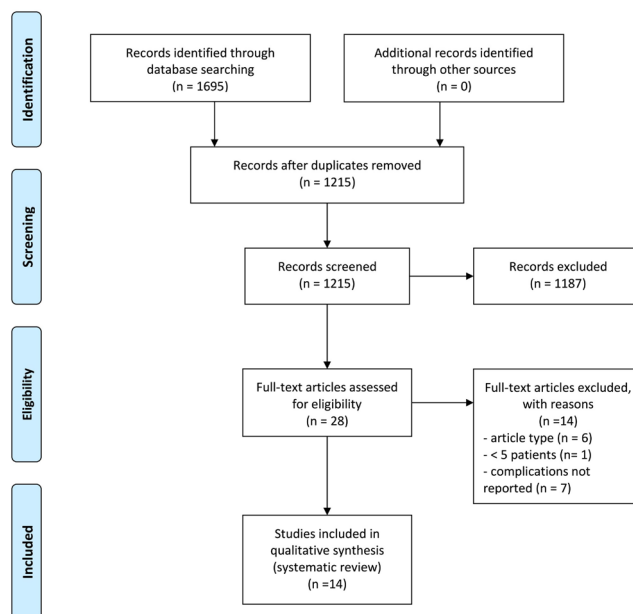 Identification
Records identified through
database searching
(n = 1695)
Additional records identified
through other sources
(n = 0)
Records after duplicates removed
(n = 1215)
Screening
Records screened
(n = 1215)
Records excluded
(n = 1187)
Eligibility
Full-text articles assessed
for eligibility
(n = 28)
Full-text articles excluded,
with reasons
(n =14)
- article type (n = 6)
- < 5 patients (n= 1)
- complications not
reported (n = 7)
Included
Studies included in
qualitative synthesis
(systematic review)
(n =14)